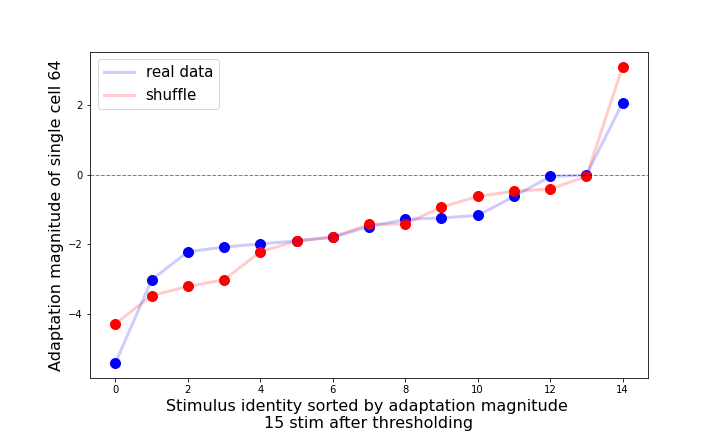 real data
shuffle
Adaptation magnitude of single cell 64
2
0
−2
−4
0 2 4 6 8 10 12 14
Stimulus identity sorted by adaptation magnitude
15 stim after thresholding